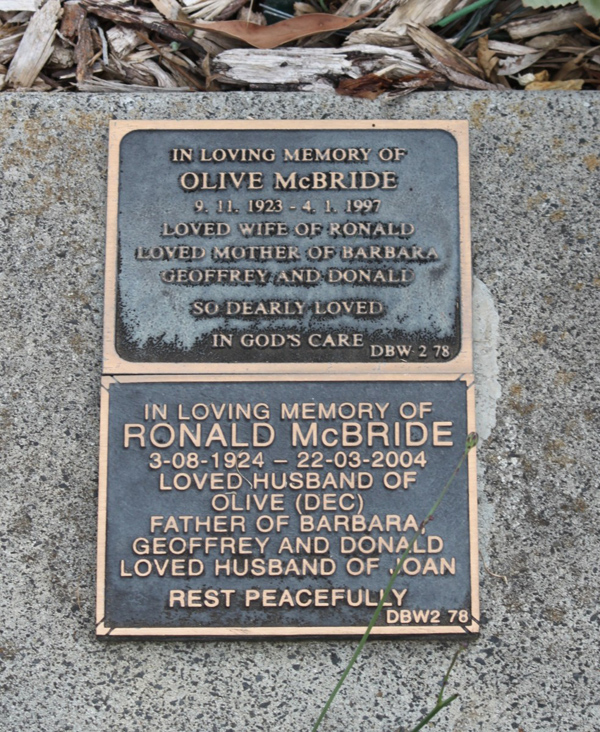 IN LOVING MEMORY OF
OLIVE McBRIDE
9. 11. 1923 - 4. 1. 1997
LOVED WIFE OF RONALD
LOVED MOTHER OF BARBARA
GEOFFREY AND DONALD
SO DEARLY LOVED
IN GOD'S CARE
DBW 2 78
IN LOVING MEMORY OF
RONALD McBRIDE
3-08-1924 – 22-03-2004
LOVED HUSBAND OF
OLIVE (DEC)
FATHER OF BARBARA,
GEOFFREY AND DONALD
LOVED HUSBAND OF JOAN
REST PEACEFULLY
DBW2 78